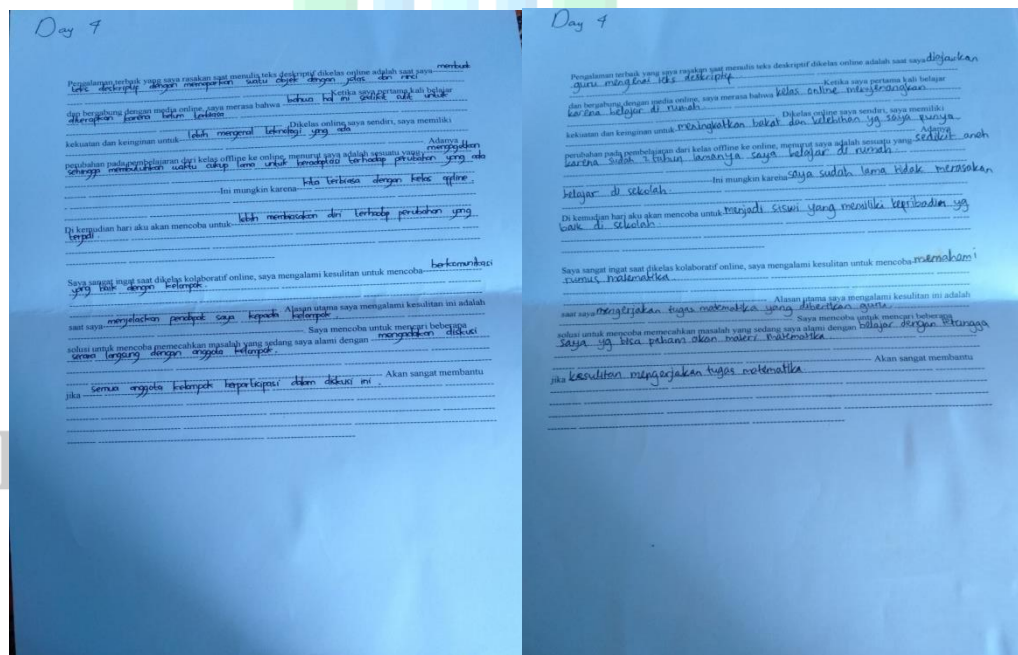 Day 4
membuat
Pengalaman terbaik yang saya rasakan saat menulis teks deskriptif dikelas online adalah saat saya
teks deskriptip dengan memaparkan suatu objek dengan jelas dan rinci
Ketika saya pertama kali belajar
dan bergabung dengan media online, saya merasa bahwa bahwa hal ini sedikit sulit untuk
diterapkan karena belum terbiasa
Dikelas online saya sendiri, saya memiliki
kekuatan dan keinginan untuk lebih mengenal teknologi yang ada
Adanya
perubahan pada pembelajaran dari kelas offline ke online, menurut saya adalah sesuatu yang mengagetkan
sehingga membutuhkan waktu cukup lama untuk beradaptasi terhadap perubahan yang ada
Ini mungkin karena kita terbiasa dengan kelas offline.
Di kemudian hari aku akan mencoba untuk lebih membiasakan diri terhadap perubahan yang
terjadi.
Saya sangat ingat saat dikelas kolaboratif online, saya mengalami kesulitan untuk mencoba berkomunikasi
yang baik dengan kelompok.
Alasan utama saya mengalami kesulitan ini adalah
saat saya menjelaskan pendapat saya kepada kelompok.
Saya mencoba untuk mencari beberapa
solusi untuk mencoba memecahkan masalah yang sedang saya alami dengan mengadakan diskusi
secara langsung dengan anggota kelompok.
Akan sangat membantu
jika semua anggota kelompok berpartisipasi dalam diskusi ini.
Day 4
Pengalaman terbaik yang saya rasakan saat menulis teks deskriptif dikelas online adalah saat saya diajarkan
guru mengenai teks deskriptip
Ketika saya pertama kali belajar
dan bergabung dengan media online, saya merasa bahwa kelas online menyenangkan
karena belajar di rumah.
Dikelas online saya sendiri, saya memiliki
kekuatan dan keinginan untuk meningkatkan bakat dan kelebihan yg saya punya.
Adanya
perubahan pada pembelajaran dari kelas offline ke online, menurut saya adalah sesuatu yang sedikit aneh
karena sudah 2 tahun lamanya saya belajar di rumah.
Ini mungkin karena saya sudah lama tidak merasakan
belajar di sekolah.
Di kemudian hari aku akan mencoba untuk menjadi siswi yang memiliki kepribadian yg
baik di sekolah.
Saya sangat ingat saat dikelas kolaboratif online, saya mengalami kesulitan untuk mencoba memahami
rumus matematika
Alasan utama saya mengalami kesulitan ini adalah
saat saya mengerjakan tugas matematika yang diberikan guru.
Saya mencoba untuk mencari beberapa
solusi untuk mencoba memecahkan masalah yang sedang saya alami dengan belajar dengan tetangga
saya yg bisa paham akan materi matematika.
Akan sangat membantu
jika kesulitan mengerjakan tugas matematika